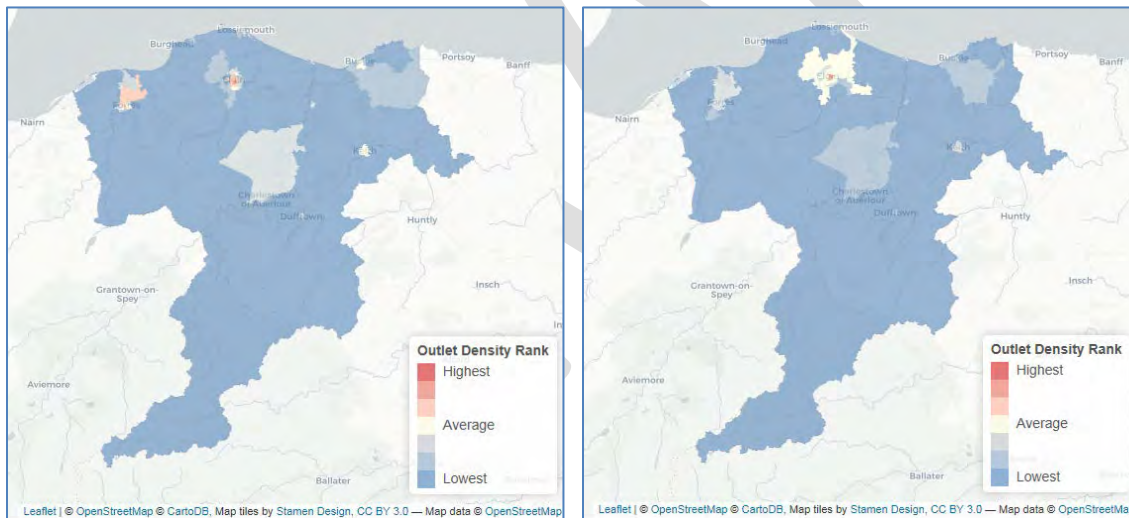 Lossiemouth
Burghead
Portsoy
Banff
Nairn
Charlestown
of Aberlour
Dufftown
Huntly
Grantown-on-
Spey
Insch
In
Aviemore
Ballater
Outlet Density Rank
Highest
Average
Lowest
Leaflet | © OpenStreetMap © CartoDB, Map tiles by Stamen Design, CC BY 3.0 — Map data © OpenStreetMap
Lossiemouth
Burghead
Portsoy
Banff
Nairn
Charlestown
of Aberlour
Dufftown
Huntly
Grantown-on-
Spey
Insch
Aviemore
Ballater
Outlet Density Rank
Highest
Average
Lowest
Leaflet | © OpenStreetMap © CartoDB, Map tiles by Stamen Design, CC BY 3.0 — Map data © OpenStreetMa